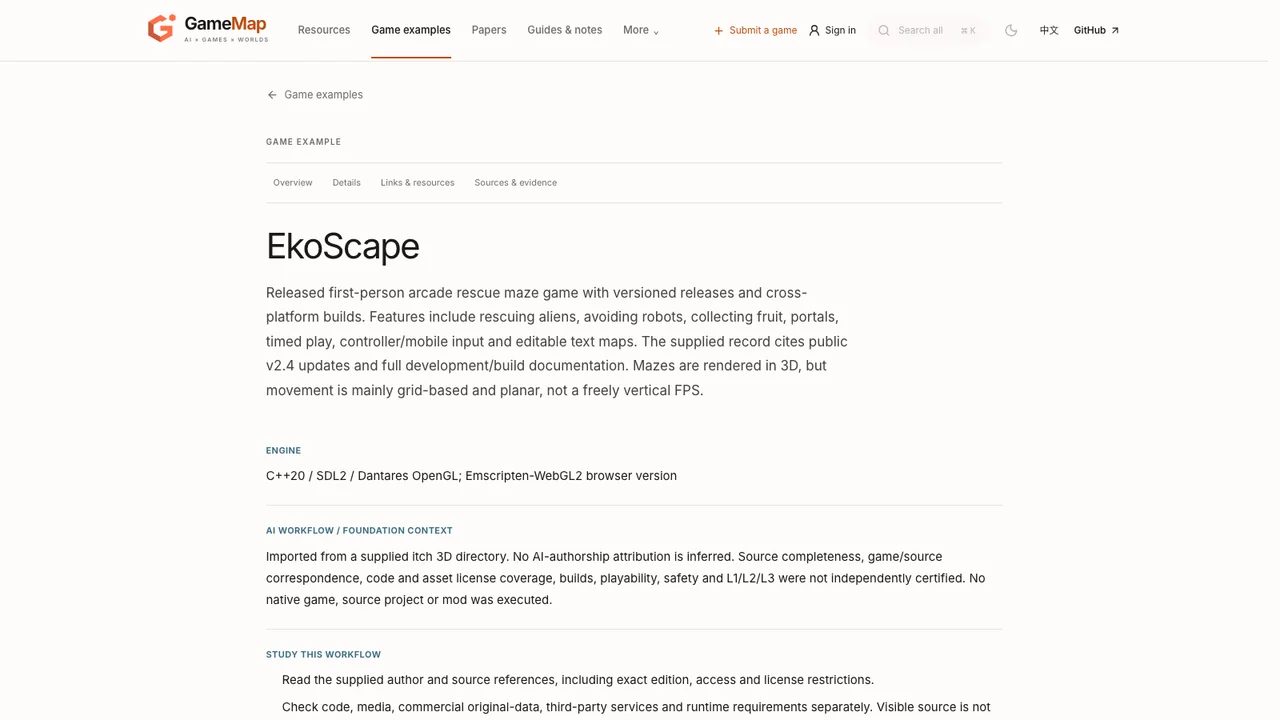 GameMap
AI × GAMES × WORLDS
Resources
Game examples
Papers
Guides & notes
More
Submit a game
Sign in
Search all
⌘ K
中文
GitHub ↗
← Game examples
GAME EXAMPLE
Overview
Details
Links & resources
Sources & evidence
EkoScape
Released first-person arcade rescue maze game with versioned releases and cross-
platform builds. Features include rescuing aliens, avoiding robots, collecting fruit, portals,
timed play, controller/mobile input and editable text maps. The supplied record cites public
v2.4 updates and full development/build documentation. Mazes are rendered in 3D, but
movement is mainly grid-based and planar, not a freely vertical FPS.
ENGINE
C++20 / SDL2 / Dantares OpenGL; Emscripten-WebGL2 browser version
AI WORKFLOW / FOUNDATION CONTEXT
Imported from a supplied itch 3D directory. No AI-authorship attribution is inferred. Source completeness, game/source
correspondence, code and asset license coverage, builds, playability, safety and L1/L2/L3 were not independently certified. No
native game, source project or mod was executed.
STUDY THIS WORKFLOW
Read the supplied author and source references, including exact edition, access and license restrictions.
Check code, media, commercial original-data, third-party services and runtime requirements separately. Visible source is not